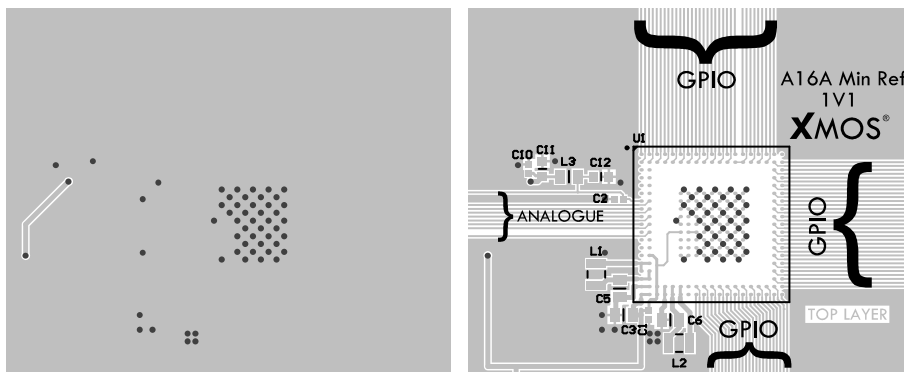 GPIO
A16A Min Ref
1V1
XMOS®
U1
C10
C11
L3
C12
C2
ANALOGUE
GPIO
L1
C5
TOP LAYER
C3
C6
GPIO
L2